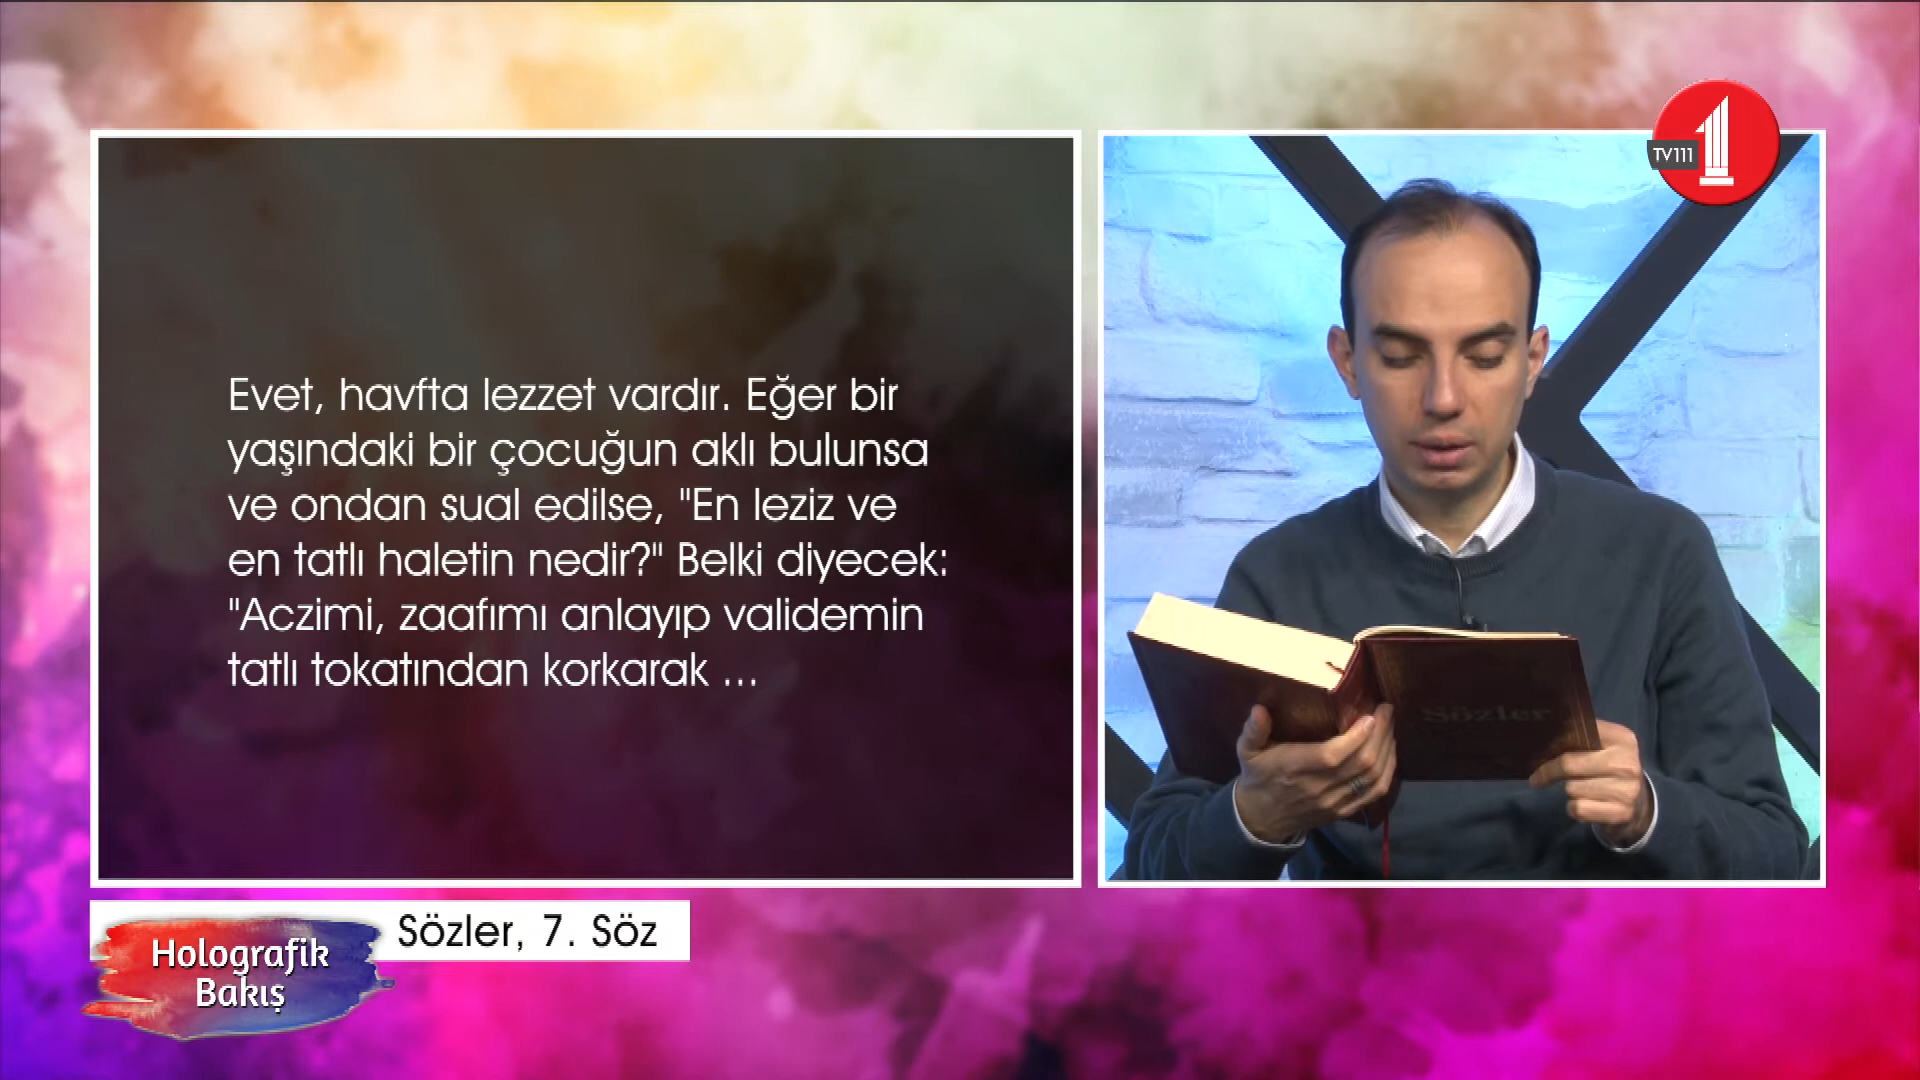 TV111
Evet, havfta lezzet vardır. Eğer bir
yaşındaki bir çocuğun aklı bulunsa
ve ondan sual edilse, "En leziz ve
en tatlı haletin nedir?" Belki diyecek:
"Aczimi, zaafımı anlayıp validemin
tatlı tokatından korkarak ...
Sözler
Sözler, 7. Söz
Holografik
Bakış